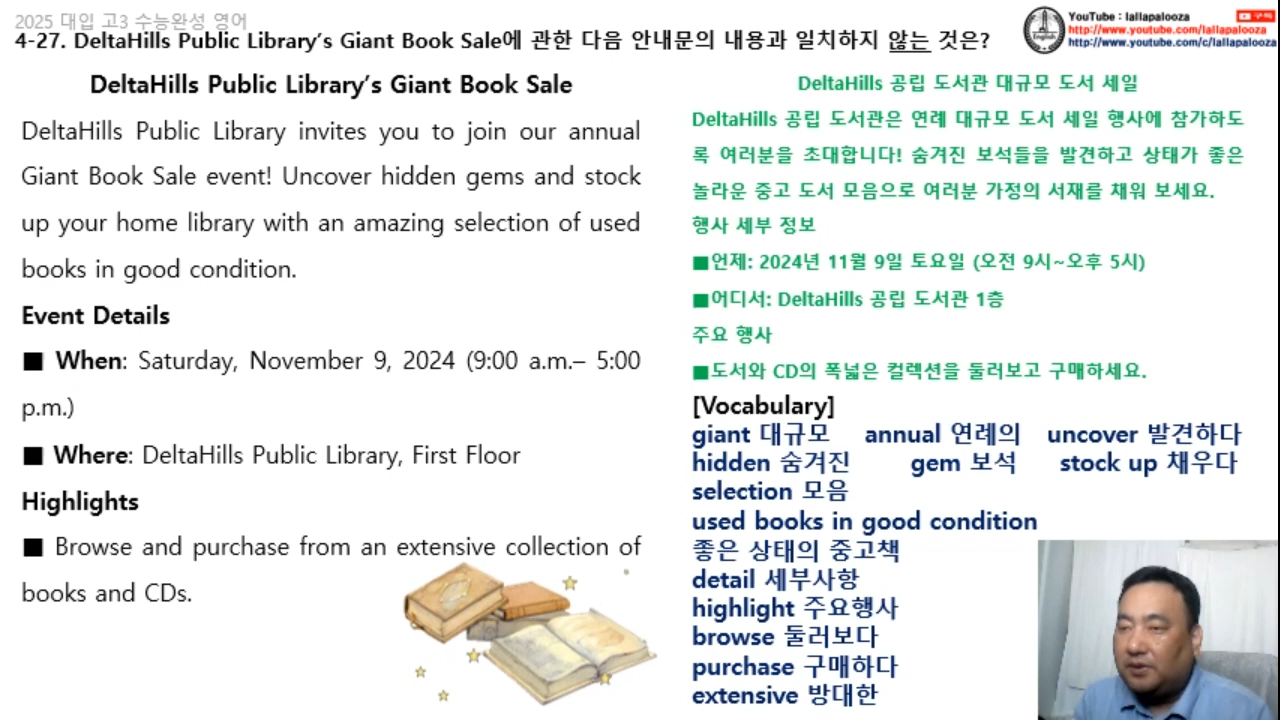 2025 대입 고3 수능완성 영어
4-27. DeltaHills Public Library’s Giant Book Sale에 관한 다음 안내문의 내용과 일치하지 않는 것은?
YouTube : lallapalooza
구독
http://www.youtube.com/lallapalooza
http://www.youtube.com/c/lallapalooza
English
DeltaHills Public Library’s Giant Book Sale
DeltaHills Public Library invites you to join our annual
Giant Book Sale event! Uncover hidden gems and stock
up your home library with an amazing selection of used
books in good condition.
Event Details
■ When: Saturday, November 9, 2024 (9:00 a.m.– 5:00
p.m.)
■ Where: DeltaHills Public Library, First Floor
Highlights
■ Browse and purchase from an extensive collection of
books and CDs.
DeltaHills 공립 도서관 대규모 도서 세일
DeltaHills 공립 도서관은 연례 대규모 도서 세일 행사에 참가하도
록 여러분을 초대합니다! 숨겨진 보석들을 발견하고 상태가 좋은
놀라운 중고 도서 모음으로 여러분 가정의 서재를 채워 보세요.
행사 세부 정보
■언제: 2024년 11월 9일 토요일 (오전 9시~오후 5시)
■어디서: DeltaHills 공립 도서관 1층
주요 행사
■도서와 CD의 폭넓은 컬렉션을 둘러보고 구매하세요.
[Vocabulary]
giant 대규모 annual 연례의 uncover 발견하다
hidden 숨겨진 gem 보석 stock up 채우다
selection 모음
used books in good condition
좋은 상태의 중고책
detail 세부사항
highlight 주요행사
browse 둘러보다
purchase 구매하다
extensive 방대한